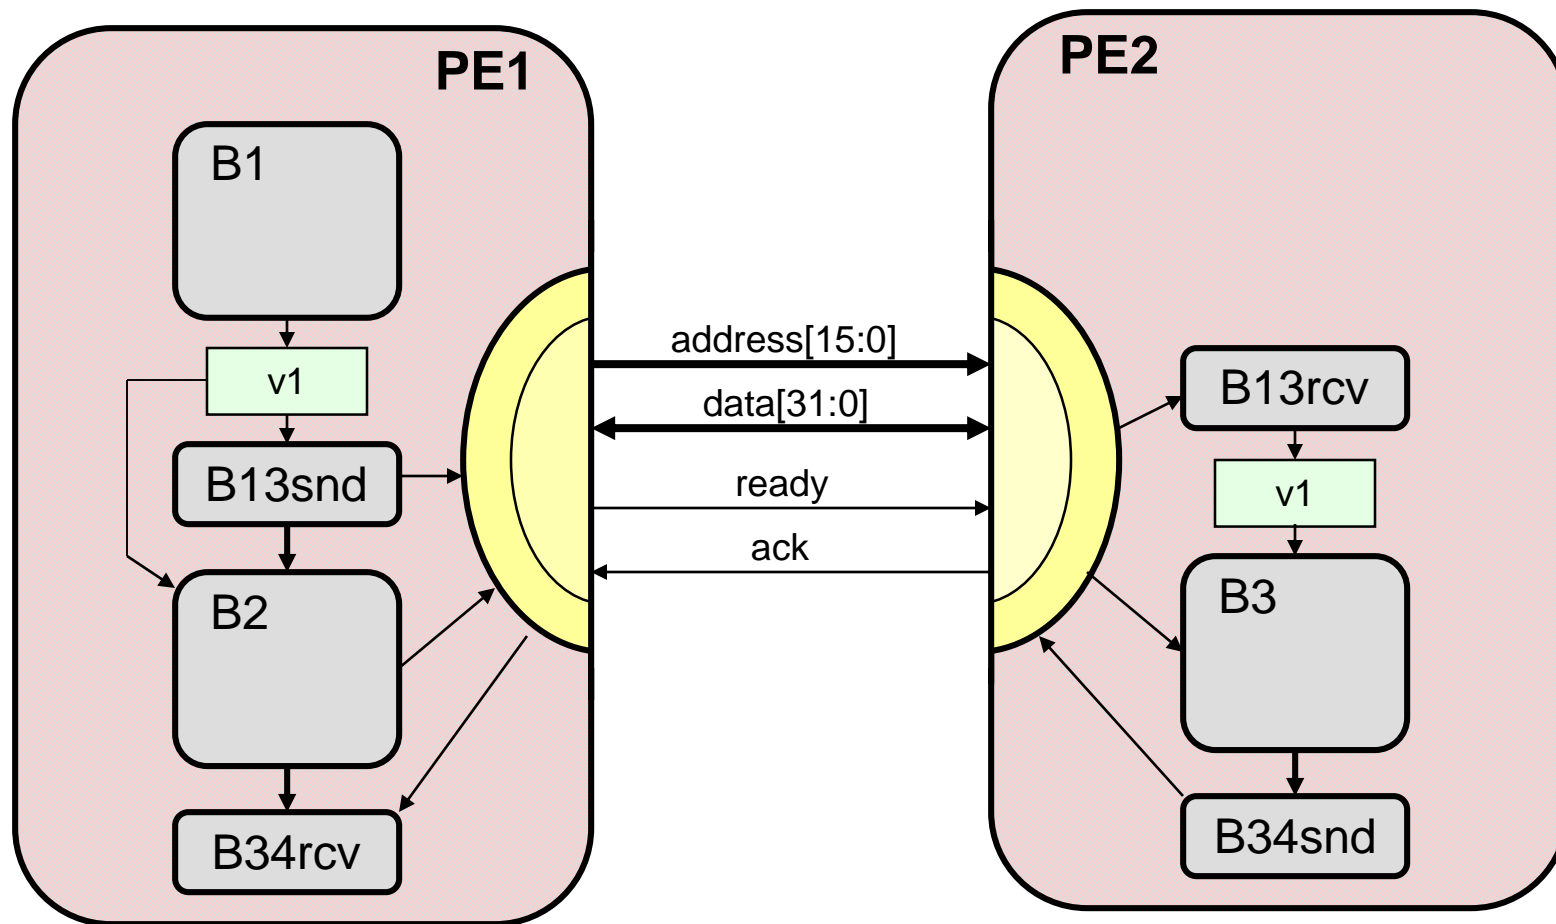 PE1
B1
v1
B13snd
B2
B34rcv
address[15:0]
data[31:0]
ready
ack
PE2
B13rcv
v1
B3
B34snd